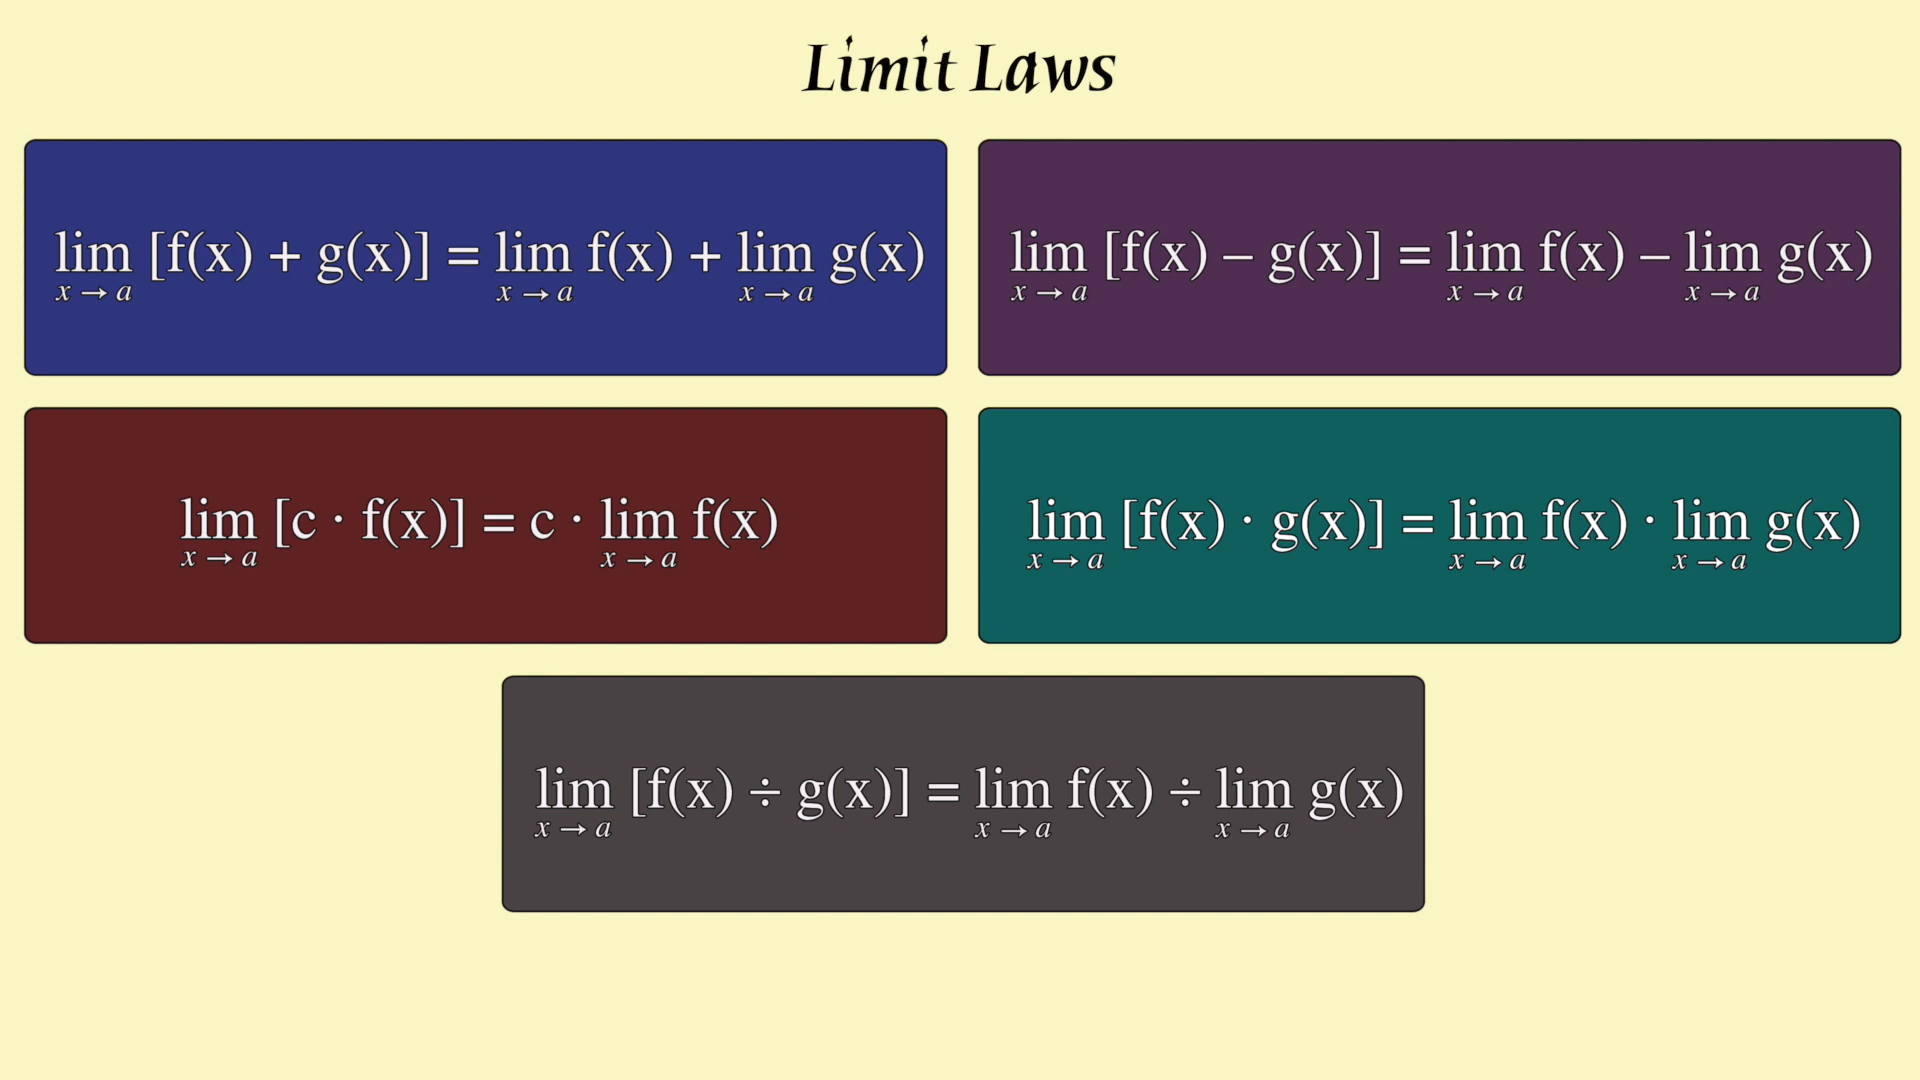 Limit Laws
lim [f(x) + g(x)] = lim f(x) + lim g(x)
x → a x → a x → a
lim [f(x) – g(x)] = lim f(x) – lim g(x)
x → a x → a x → a
lim [c · f(x)] = c · lim f(x)
x → a x → a
lim [f(x) · g(x)] = lim f(x) · lim g(x)
x → a x → a x → a
lim [f(x) ÷ g(x)] = lim f(x) ÷ lim g(x)
x → a x → a x → a